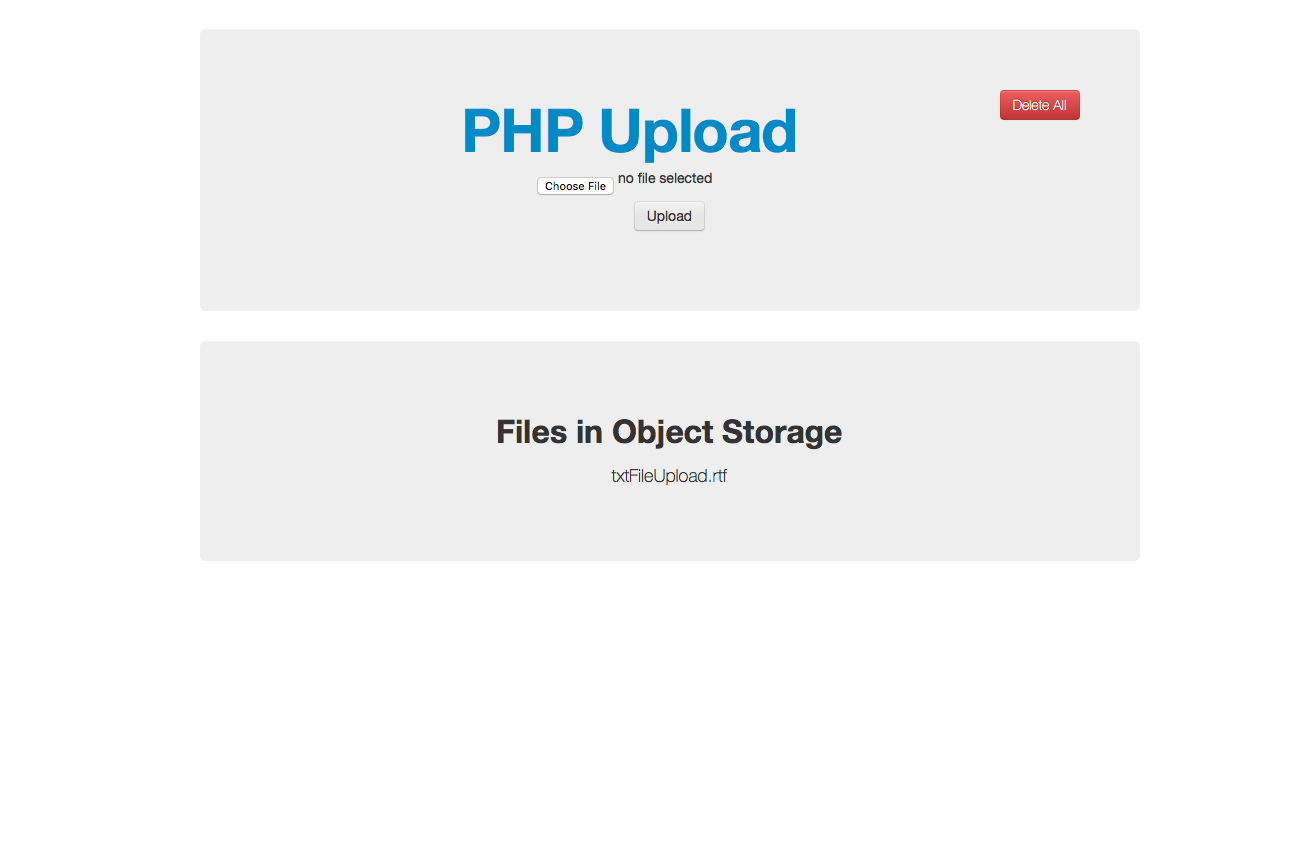 Delete All
PHP Upload
Choose File no file selected
Upload
Files in Object Storage
txtFileUpload.rtf